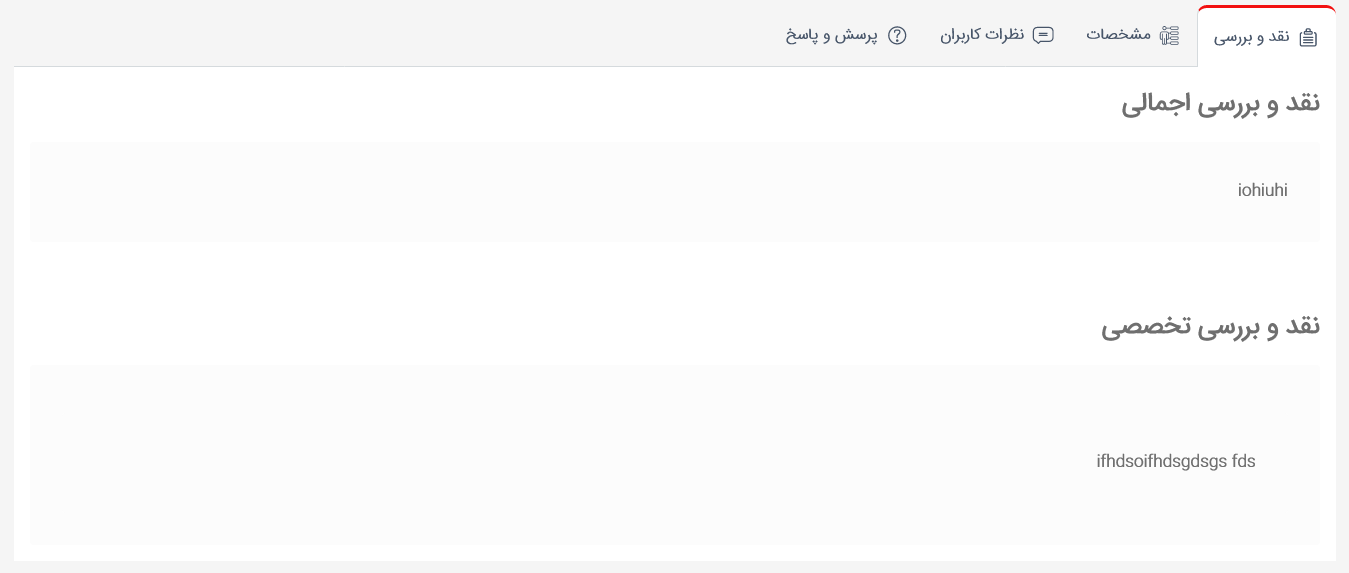 نقد و بررسی
مشخصات
نظرات کاربران
پرسش و پاسخ
نقد و بررسی اجمالی
iohiuhi
نقد و بررسی تخصصی
ifhdsoifhdsgdsgs fds